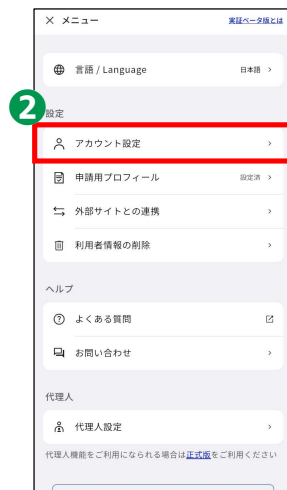 × メニュー 実証ベータ版とは
言語 / Language 日本語 >
2
設定
アカウント設定 >
申請用プロフィール 設定済 >
外部サイトとの連携 >
利用者情報の削除 >
ヘルプ
よくある質問
お問い合わせ >
代理人
代理人設定 >
代理人機能をご利用になられる場合は正式版をご利用ください